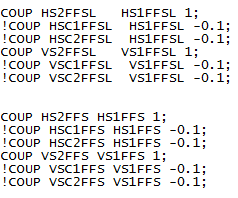 COUP HS2FFSL   HS1FFSL 1;
!COUP HSC1FFSL  HS1FFSL -0.1;
!COUP HSC2FFSL  HS1FFSL -0.1;
COUP VS2FFSL   VS1FFSL 1;
!COUP VSC1FFSL  VS1FFSL -0.1;
!COUP VSC2FFSL  VS1FFSL -0.1;
COUP HS2FFS HS1FFS 1;
!COUP HSC1FFS HS1FFS -0.1;
!COUP HSC2FFS HS1FFS -0.1;
COUP VS2FFS VS1FFS 1;
!COUP VSC1FFS VS1FFS -0.1;
!COUP VSC2FFS VS1FFS -0.1;